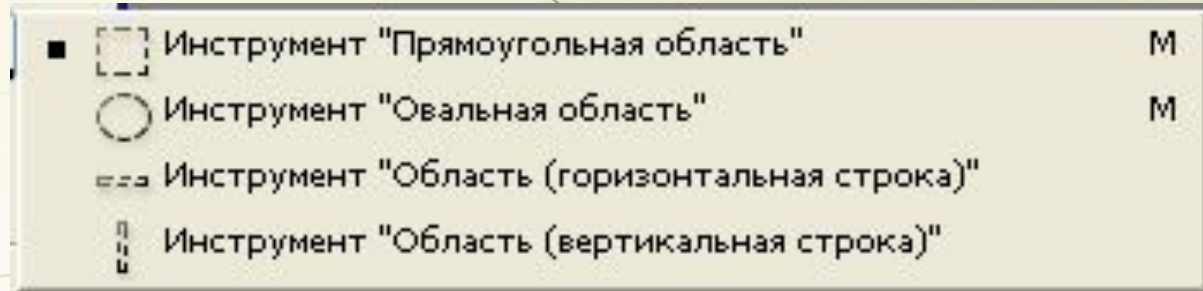 Инструмент "Прямоугольная область" M
Инструмент "Овальная область" M
Инструмент "Область (горизонтальная строка)"
Инструмент "Область (вертикальная строка)"